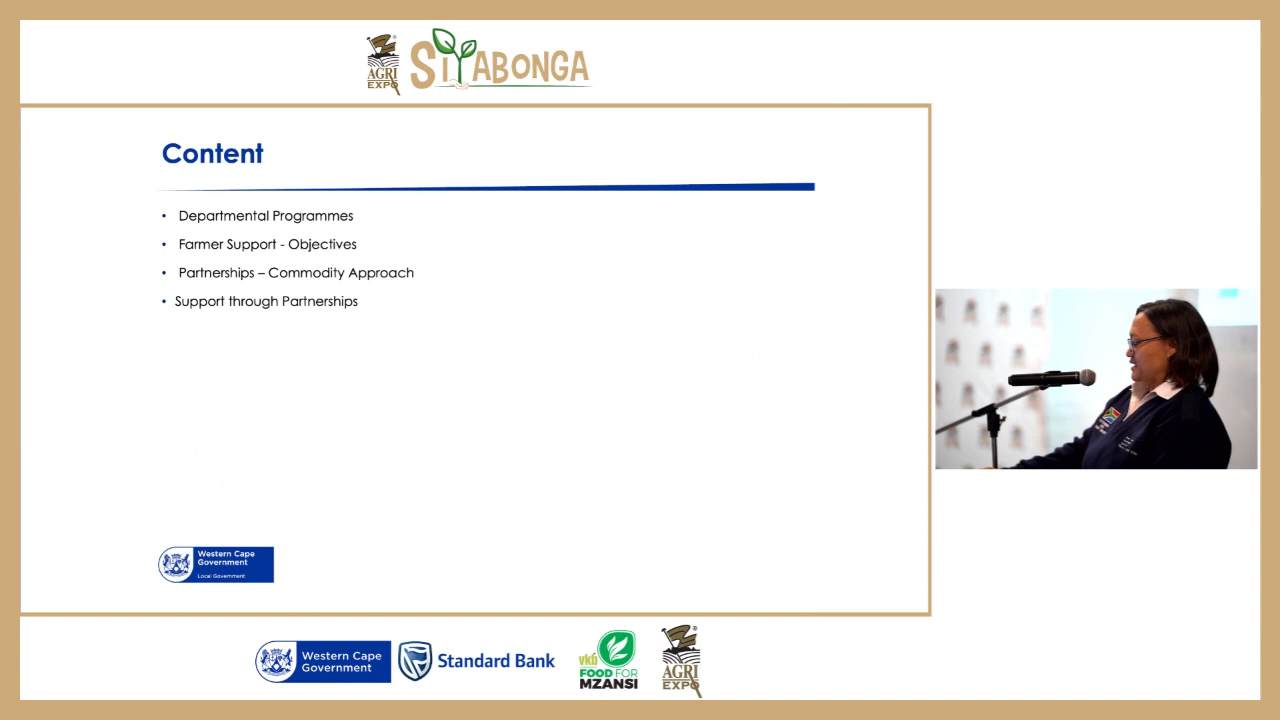 AGRI
EXPO
SIYABONGA
Content
• Departmental Programmes
• Farmer Support - Objectives
• Partnerships – Commodity Approach
• Support through Partnerships
Western Cape
Government
Local Government
Western Cape
Government
Standard Bank
vkb
FOOD FOR
MZANSI
AGRI
EXPO